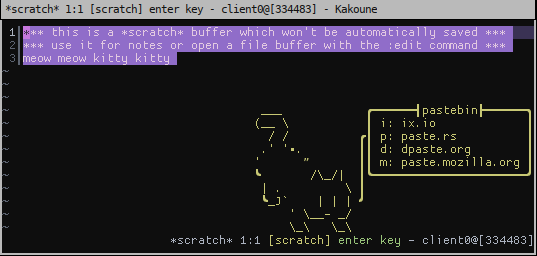 *scratch* 1:1 [scratch] enter key - client0@[334483] - Kakoune
1 *** this is a *scratch* buffer which won't be automatically saved ***
2 *** use it for notes or open a file buffer with the :edit command ***
3 meow meow kitty kitty
pastebin
i: ix.io
p: paste.rs
d: dpaste.org
m: paste.mozilla.org
*scratch* 1:1 [scratch] enter key - client0@[334483]